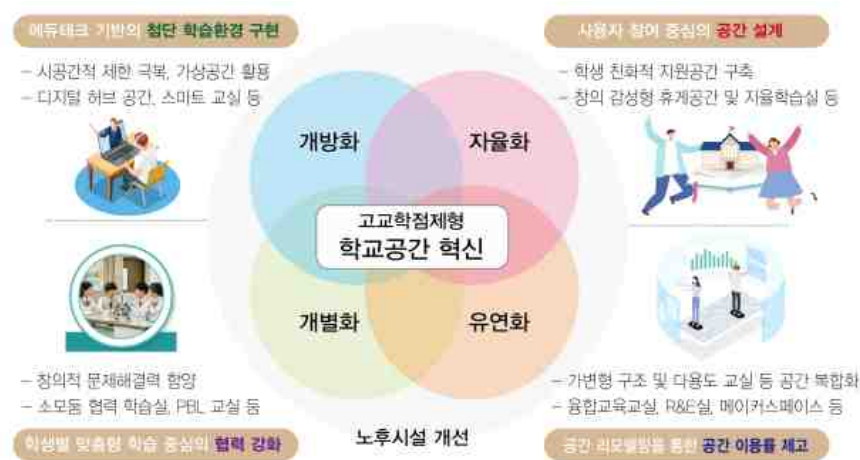 에듀테크 기반의 첨단 학습환경 구현
– 시공간적 제한 극복, 가상공간 활용
– 디지털 허브 공간, 스마트 교실 등
사용자 참여 중심의 공간 설계
– 학생 친화적 지원공간 구축
– 창의 감성형 휴게공간 및 자율학습실 등
개방화
자율화
고교학점제형
학교공간 혁신
개별화
유연화
– 창의적 문제해결력 함양
– 소모둠 협력 학습실, PBL 교실 등
학생별 맞춤형 학습 중심의 협력 강화
– 가변형 구조 및 다용도 교실 등 공간 복합화
– 융합교육교실, R&E실, 메이커스페이스 등
공간 리모델링을 통한 공간 이용률 제고
노후시설 개선